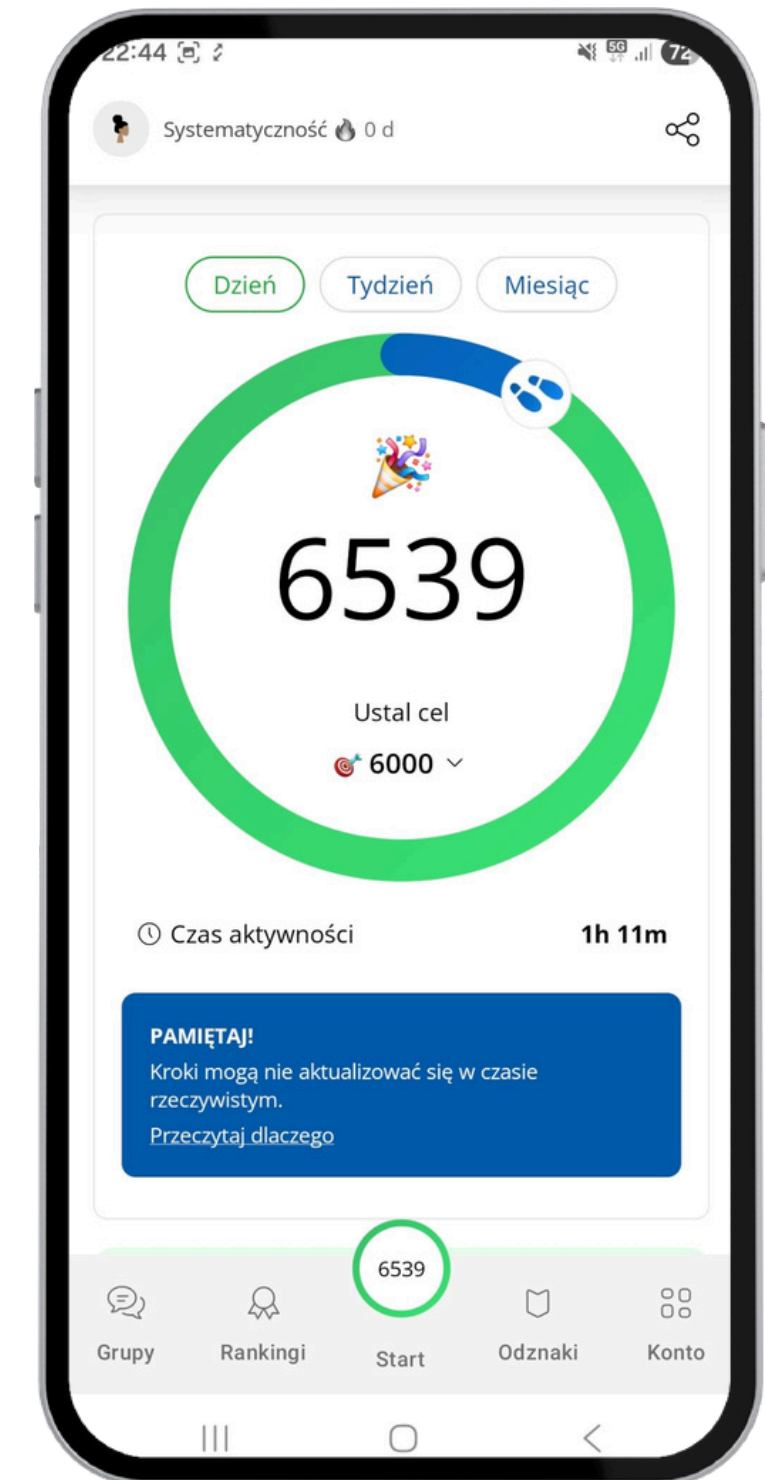 22:44
5G
72
Systematyczność 0 d
Dzień Tydzień Miesiąc
6539
Ustal cel
6000
Czas aktywności 1h 11m
PAMIĘTAJ!
Kroki mogą nie aktualizować się w czasie
rzeczywistym.
Przeczytaj dlaczego
6539
Grupy Rankingi Start Odznaki Konto